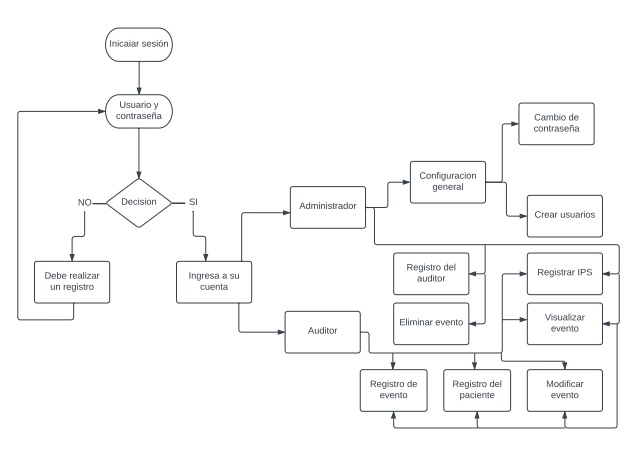 Inicaiar sesión
Usuario y
contraseña
Decision
NO
SI
Debe realizar
un registro
Ingresa a su
cuenta
Administrador
Configuracion
general
Cambio de
contraseña
Crear usuarios
Registro del
auditor
Registrar IPS
Eliminar evento
Visualizar
evento
Auditor
Registro de
evento
Registro del
paciente
Modificar
evento